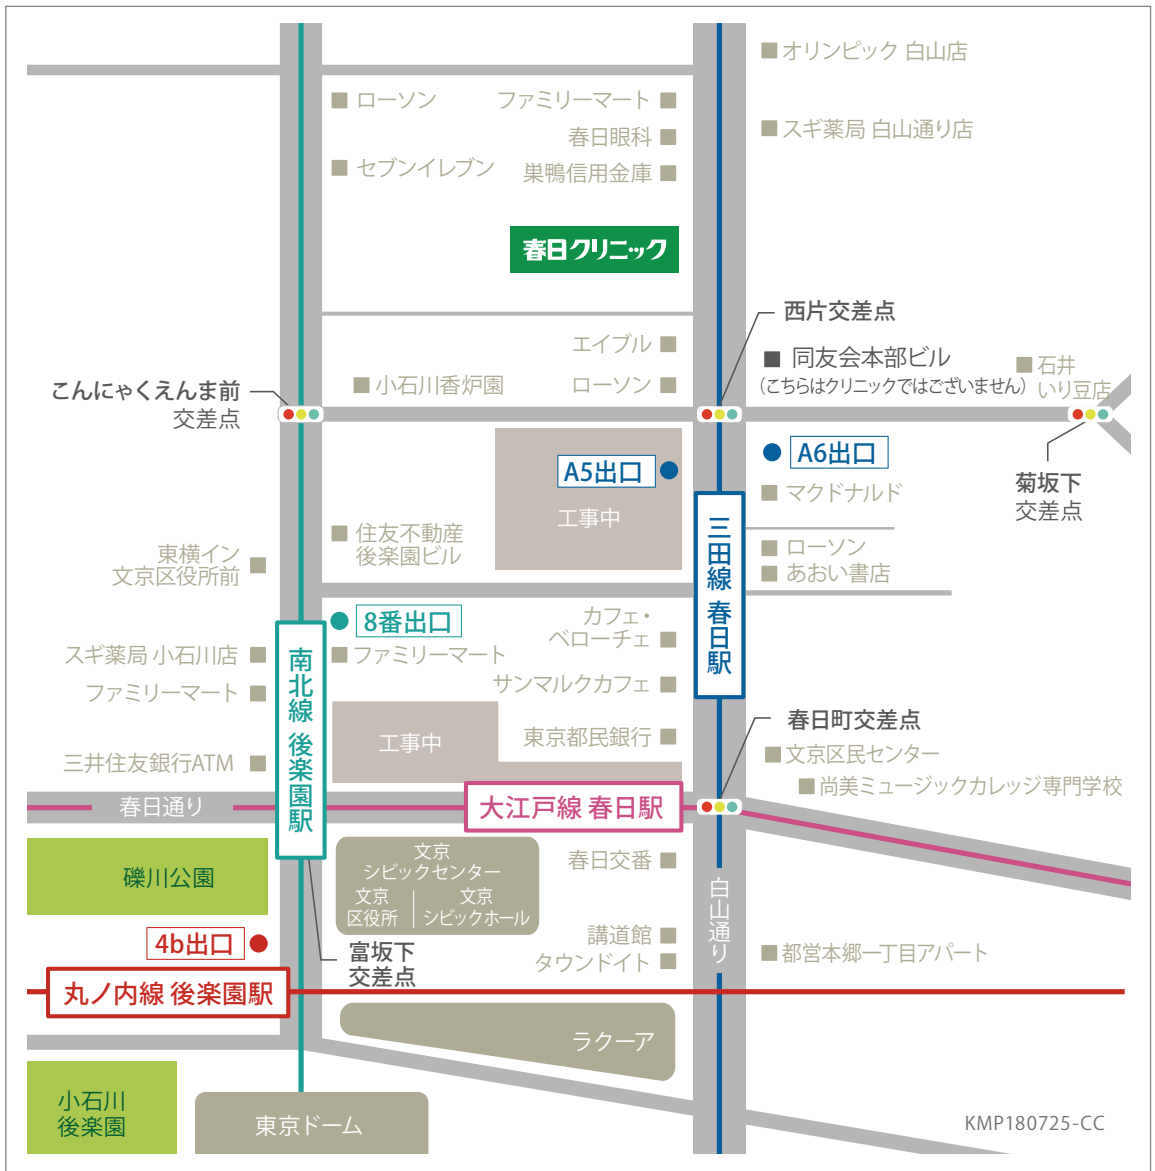 オリンピック 白山店
ローソン
ファミリーマート
春日眼科
スギ薬局 白山通り店
セブンイレブン
巣鴨信用金庫
春日クリニック
西片交差点
エイブル
同友会本部ビル
(こちらはクリニックではございません)
石井
いり豆店
こんにゃくえんま前
交差点
小石川香炉園
ローソン
A5出口
A6出口
工事中
マクドナルド
菊坂下
交差点
住友不動産
後楽園ビル
三田線 春日駅
ローソン
あおい書店
東横イン
文京区役所前
8番出口
カフェ・
ベローチェ
スギ薬局 小石川店
ファミリーマート
南北線 後楽園駅
ファミリーマート
サンマルクカフェ
工事中
東京都民銀行
春日町交差点
文京区民センター
尚美ミュージックカレッジ専門学校
三井住友銀行ATM
春日通り
大江戸線 春日駅
礫川公園
文京
シビックセンター
文京
区役所
文京
シビックホール
春日交番
白山通り
4b出口
富坂下
交差点
講道館
タウンドイト
都営本郷一丁目アパート
丸ノ内線 後楽園駅
ラクーア
小石川
後楽園
東京ドーム
KMP180725-CC